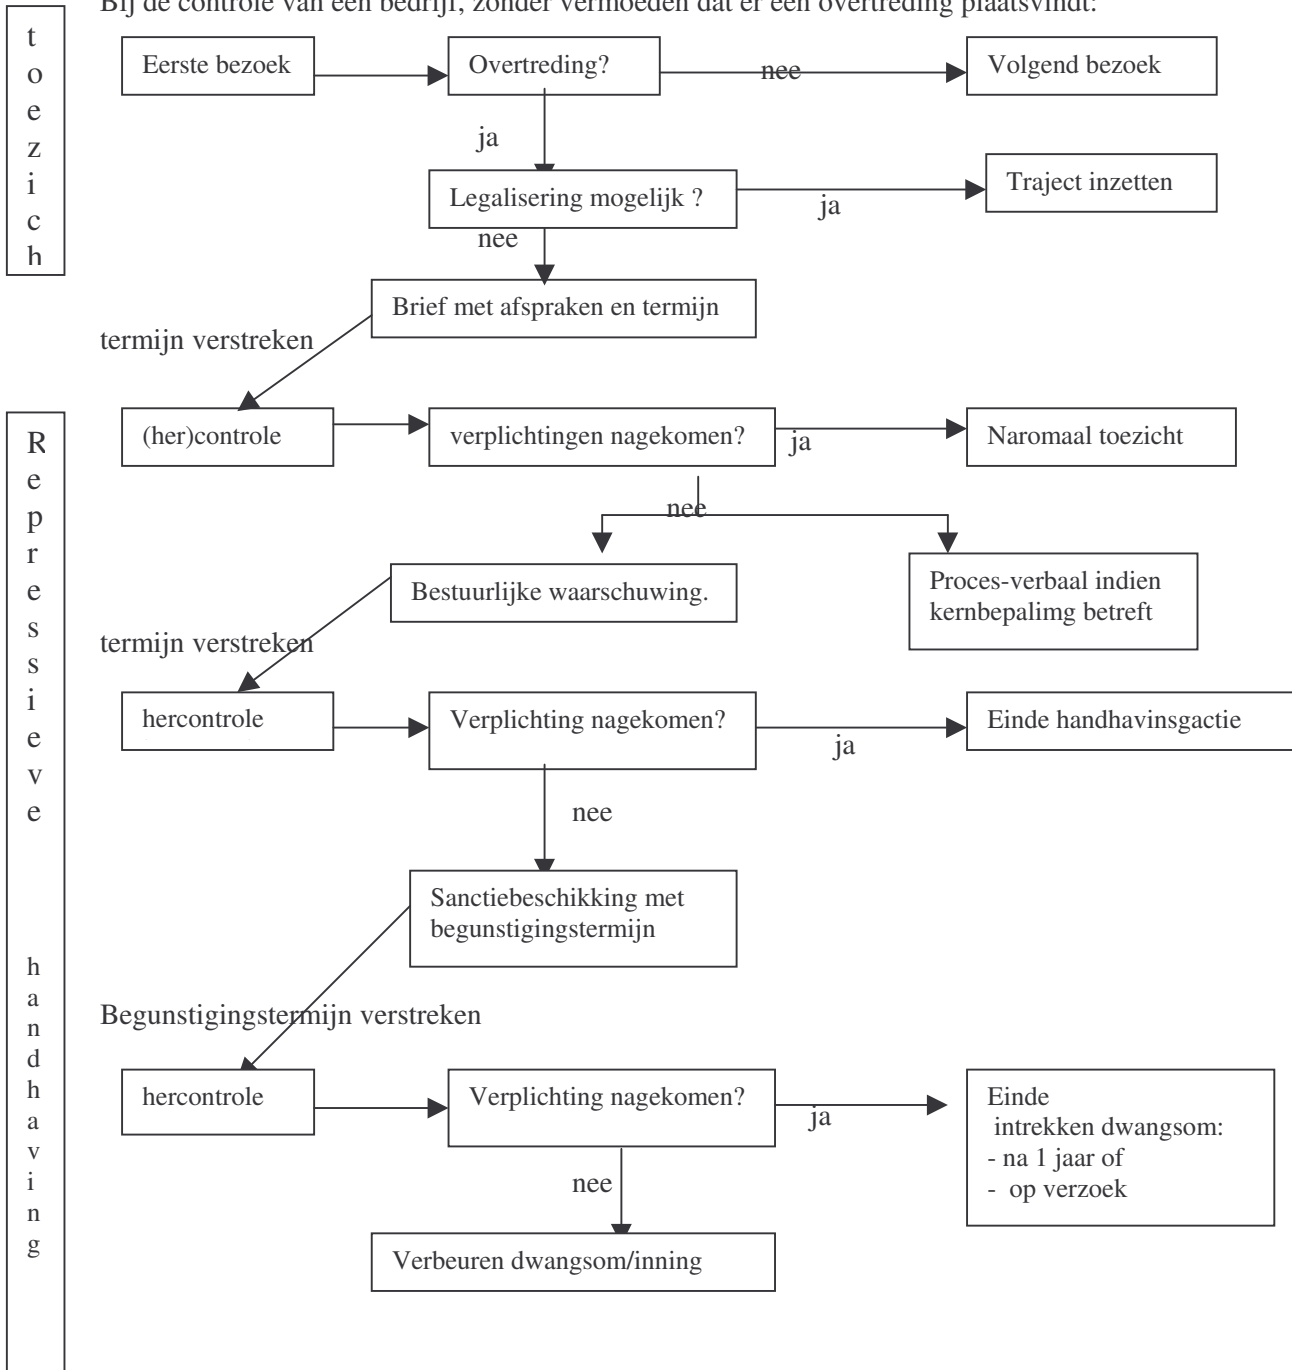 Bij de controle van een bedrijf, zonder vermoeden dat er een overtreding plaatsvindt:
toezich
Eerste bezoek
Overtreding?
nee
Volgend bezoek
ja
Legalisering mogelijk ?
ja
Traject inzetten
nee
Brief met afspraken en termijn
termijn verstreken
Repressieve handhaving
(her)controle
verplichtingen nagekomen?
ja
Naromaal toezicht
nee
Bestuurlijke waarschuwing.
Proces-verbaal indien
kernbepalimg betreft
termijn verstreken
hercontrole
Verplichting nagekomen?
ja
Einde handhavinsgactie
nee
Sanctiebeschikking met
begunstigingstermijn
Begunstigingstermijn verstreken
hercontrole
Verplichting nagekomen?
ja
Einde
intrekken dwangsom:
- na 1 jaar of
- op verzoek
nee
Verbeuren dwangsom/inning